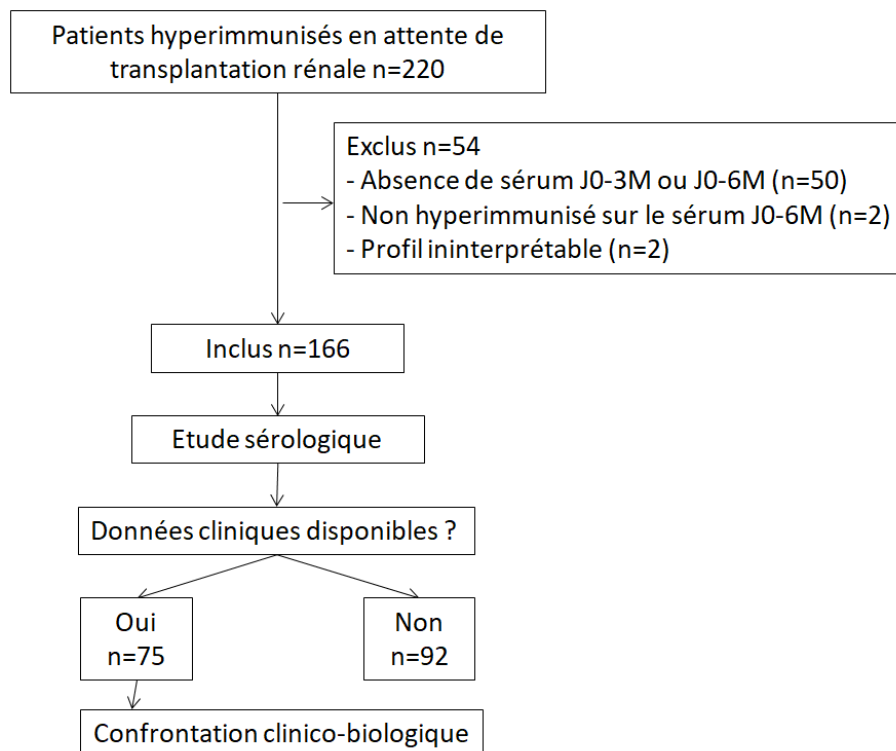 Patients hyperimmunisés en attente de
transplantation rénale n=220
Exclus n=54
- Absence de sérum J0-3M ou J0-6M (n=50)
- Non hyperimmunisé sur le sérum J0-6M (n=2)
- Profil ininterprétable (n=2)
Inclus n=166
Etude sérologique
Données cliniques disponibles ?
Oui
n=75
Non
n=92
Confrontation clinico-biologique